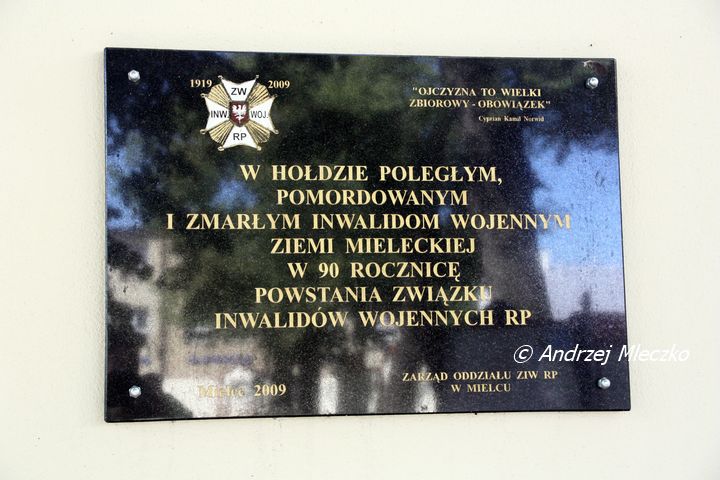 1919 2009
ZW
INW. WOJ.
RP
"OJCZYZNA TO WIELKI
ZBIOROWY - OBOWIĄZEK"
Cyprian Kamil Norwid
W HOŁDZIE POLEGŁYM,
POMORDOWANYM
I ZMARŁYM INWALIDOM WOJENNYM
ZIEMI MIELECKIEJ
W 90 ROCZNICĘ
POWSTANIA ZWIĄZKU
INWALIDÓW WOJENNYCH RP
© Andrzej Mleczko
Mielec 2009
ZARZĄD ODDZIAŁU ZIW RP
W MIELCU